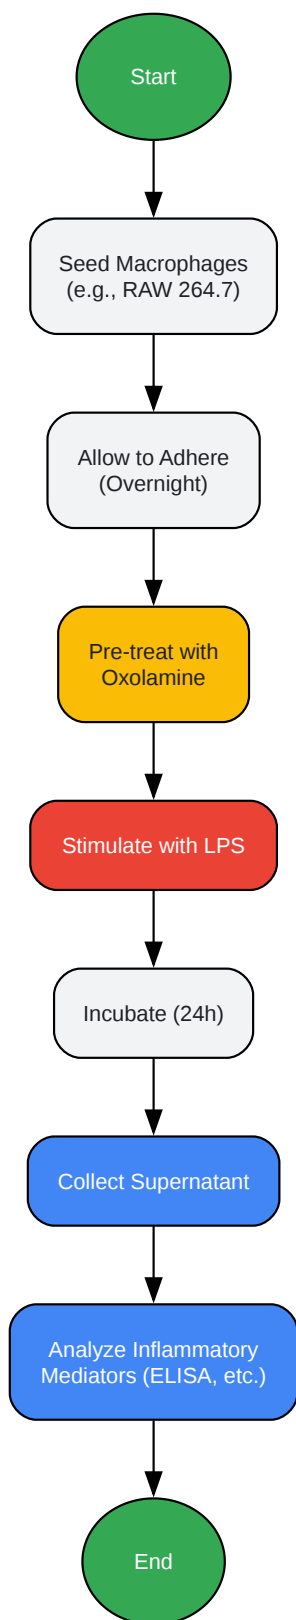 Start
Seed Macrophages
(e.g., RAW 264.7)
Allow to Adhere
(Overnight)
Pre-treat with
Oxolamine
Stimulate with LPS
Incubate (24h)
Collect Supernatant
Analyze Inflammatory
Mediators (ELISA, etc.)
End